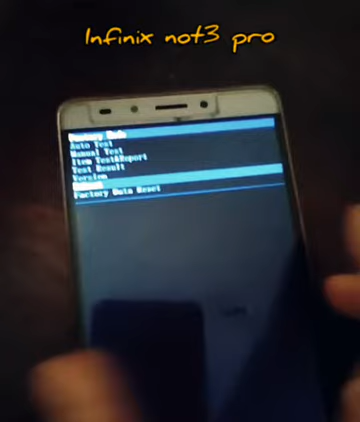 Infinix not3 pro
Factory Mode
Auto Test
Manual Test
Item Test&Report
Test Result
Version
Factory Data Reset